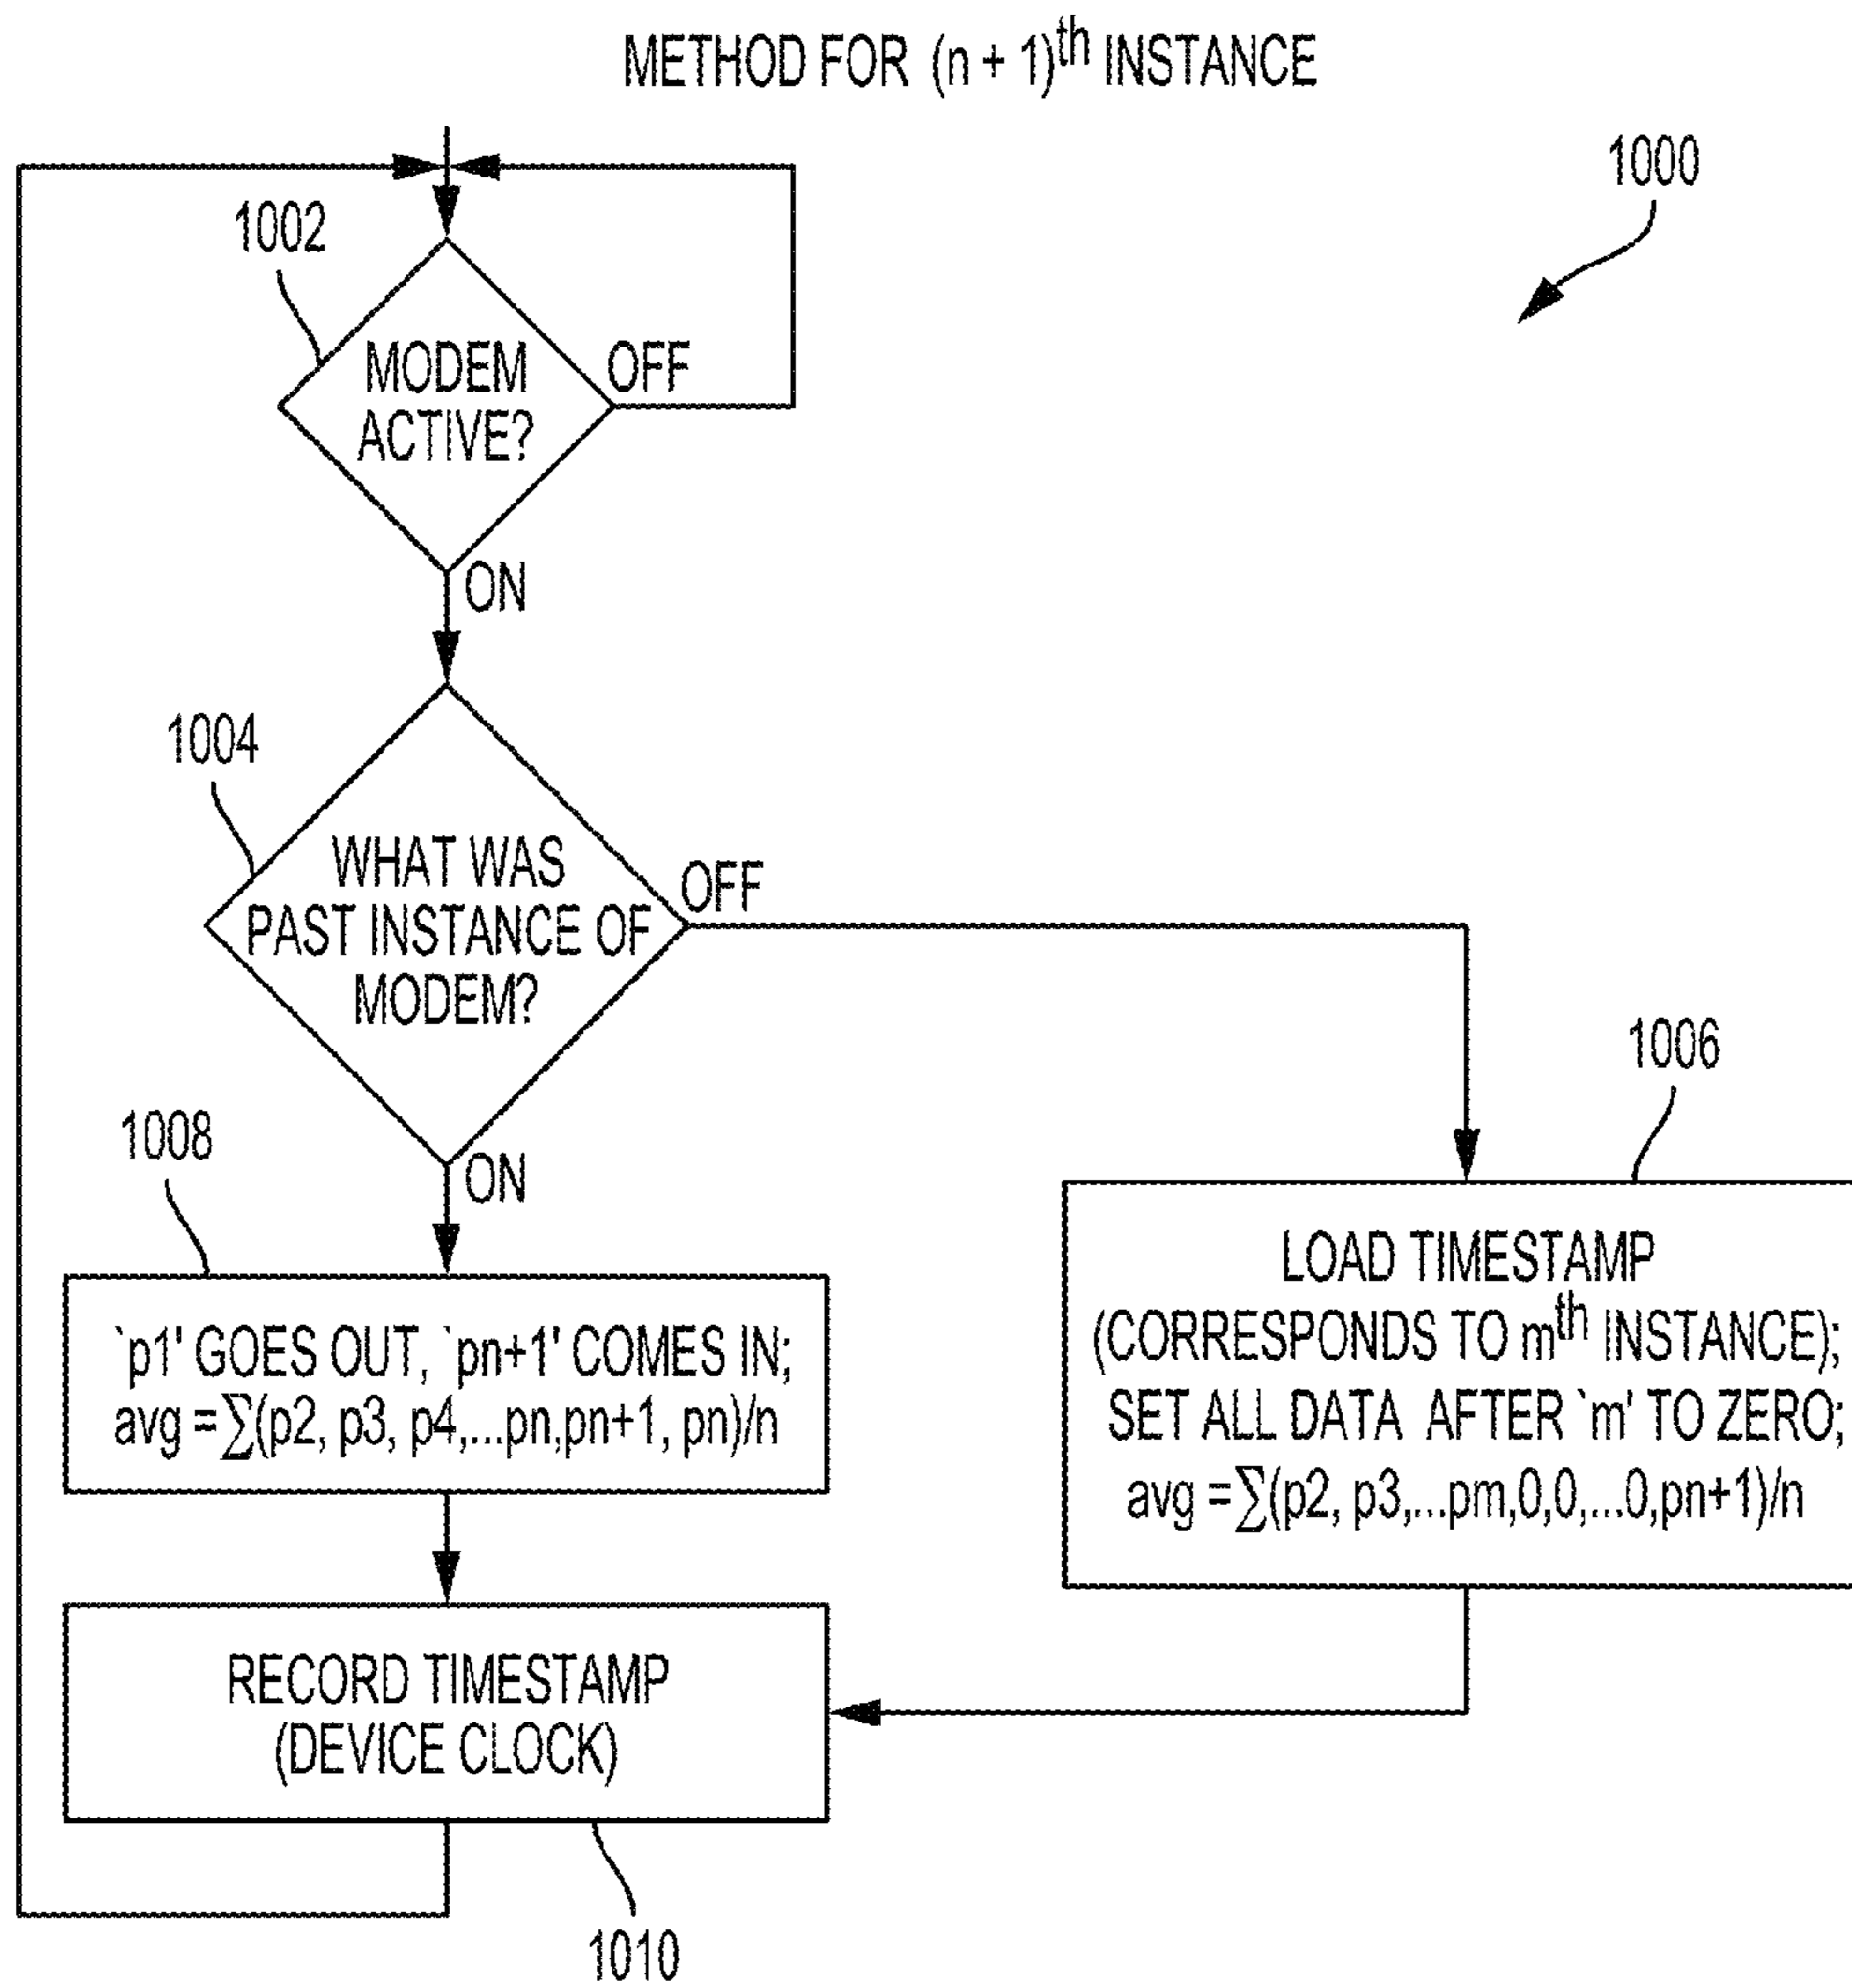 METHOD FOR (n + 1)th INSTANCE
1000
1002
MODEM
ACTIVE?
OFF
ON
1004
WHAT WAS
PAST INSTANCE OF
MODEM?
OFF
ON
1006
LOAD TIMESTAMP
(CORRESPONDS TO mth INSTANCE);
SET ALL DATA AFTER `m' TO ZERO;
avg =∑(p2, p3,...pm,0,0,...0,pn+1)/n
1008
`p1' GOES OUT, `pn+1' COMES IN;
avg =∑(p2, p3, p4,...pn,pn+1, pn)/n
RECORD TIMESTAMP
(DEVICE CLOCK)
1010